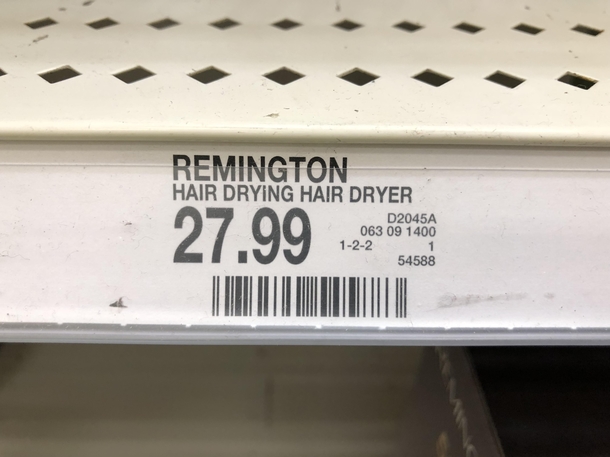 REMINGTON
HAIR DRYING HAIR DRYER
27.99
D2045A
063 09 1400
1-2-2 1
54588